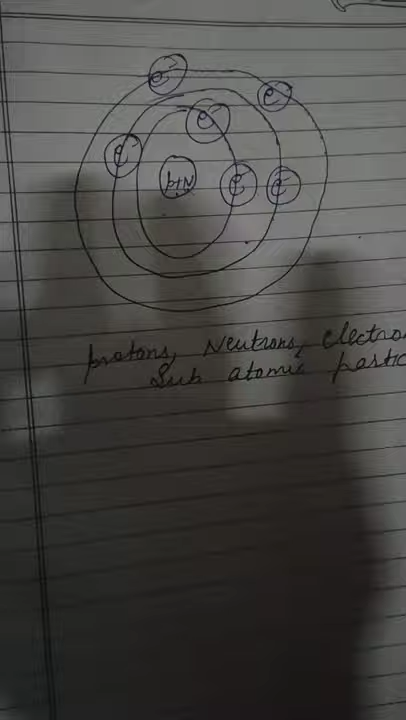 e⁻
e⁻
e⁻
e⁻
p+N
e⁻
e⁻
protons, Neutrons, electro
Sub atomic partic